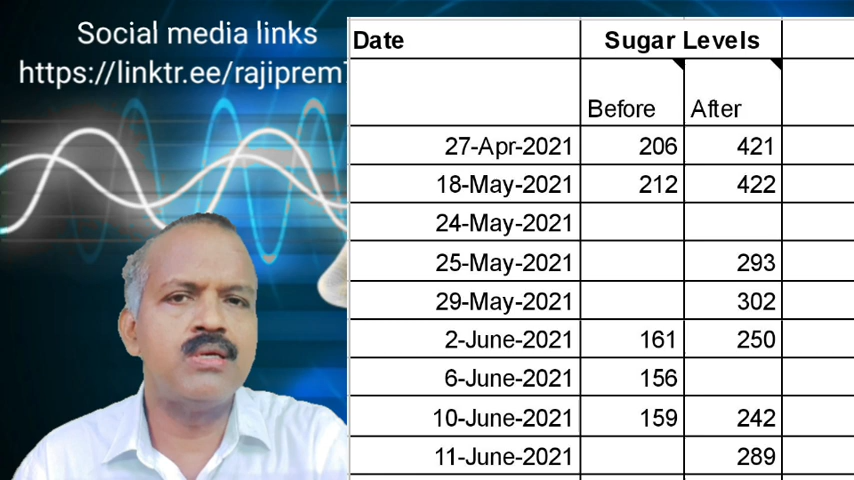 Social media links
https://linktr.ee/rajiprem
Date Sugar Levels
Before After
27-Apr-2021 206 421
18-May-2021 212 422
24-May-2021
25-May-2021 293
29-May-2021 302
2-June-2021 161 250
6-June-2021 156
10-June-2021 159 242
11-June-2021 289